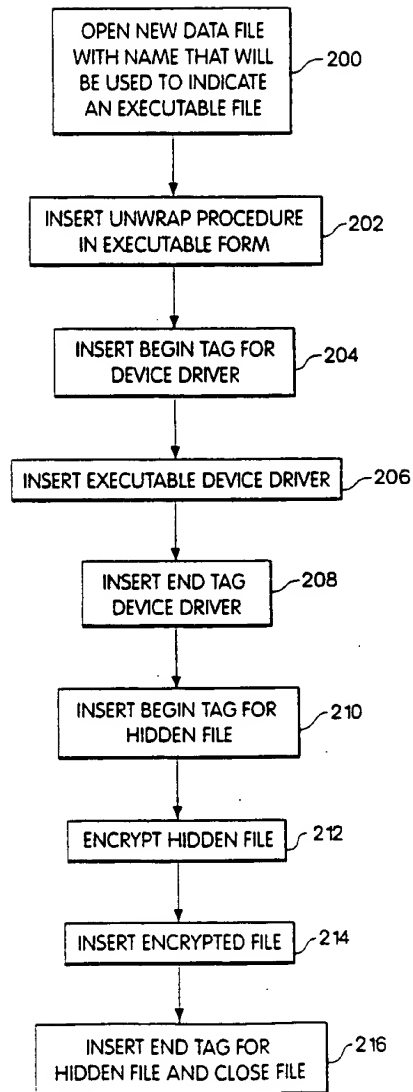 OPEN NEW DATA FILE
WITH NAME THAT WILL
BE USED TO INDICATE
AN EXECUTABLE FILE
200
INSERT UNWRAP PROCEDURE
IN EXECUTABLE FORM
202
INSERT BEGIN TAG FOR
DEVICE DRIVER
204
INSERT EXECUTABLE DEVICE DRIVER
206
INSERT END TAG
DEVICE DRIVER
208
INSERT BEGIN TAG FOR
HIDDEN FILE
210
ENCRYPT HIDDEN FILE
212
INSERT ENCRYPTED FILE
214
INSERT END TAG FOR
HIDDEN FILE AND CLOSE FILE
216